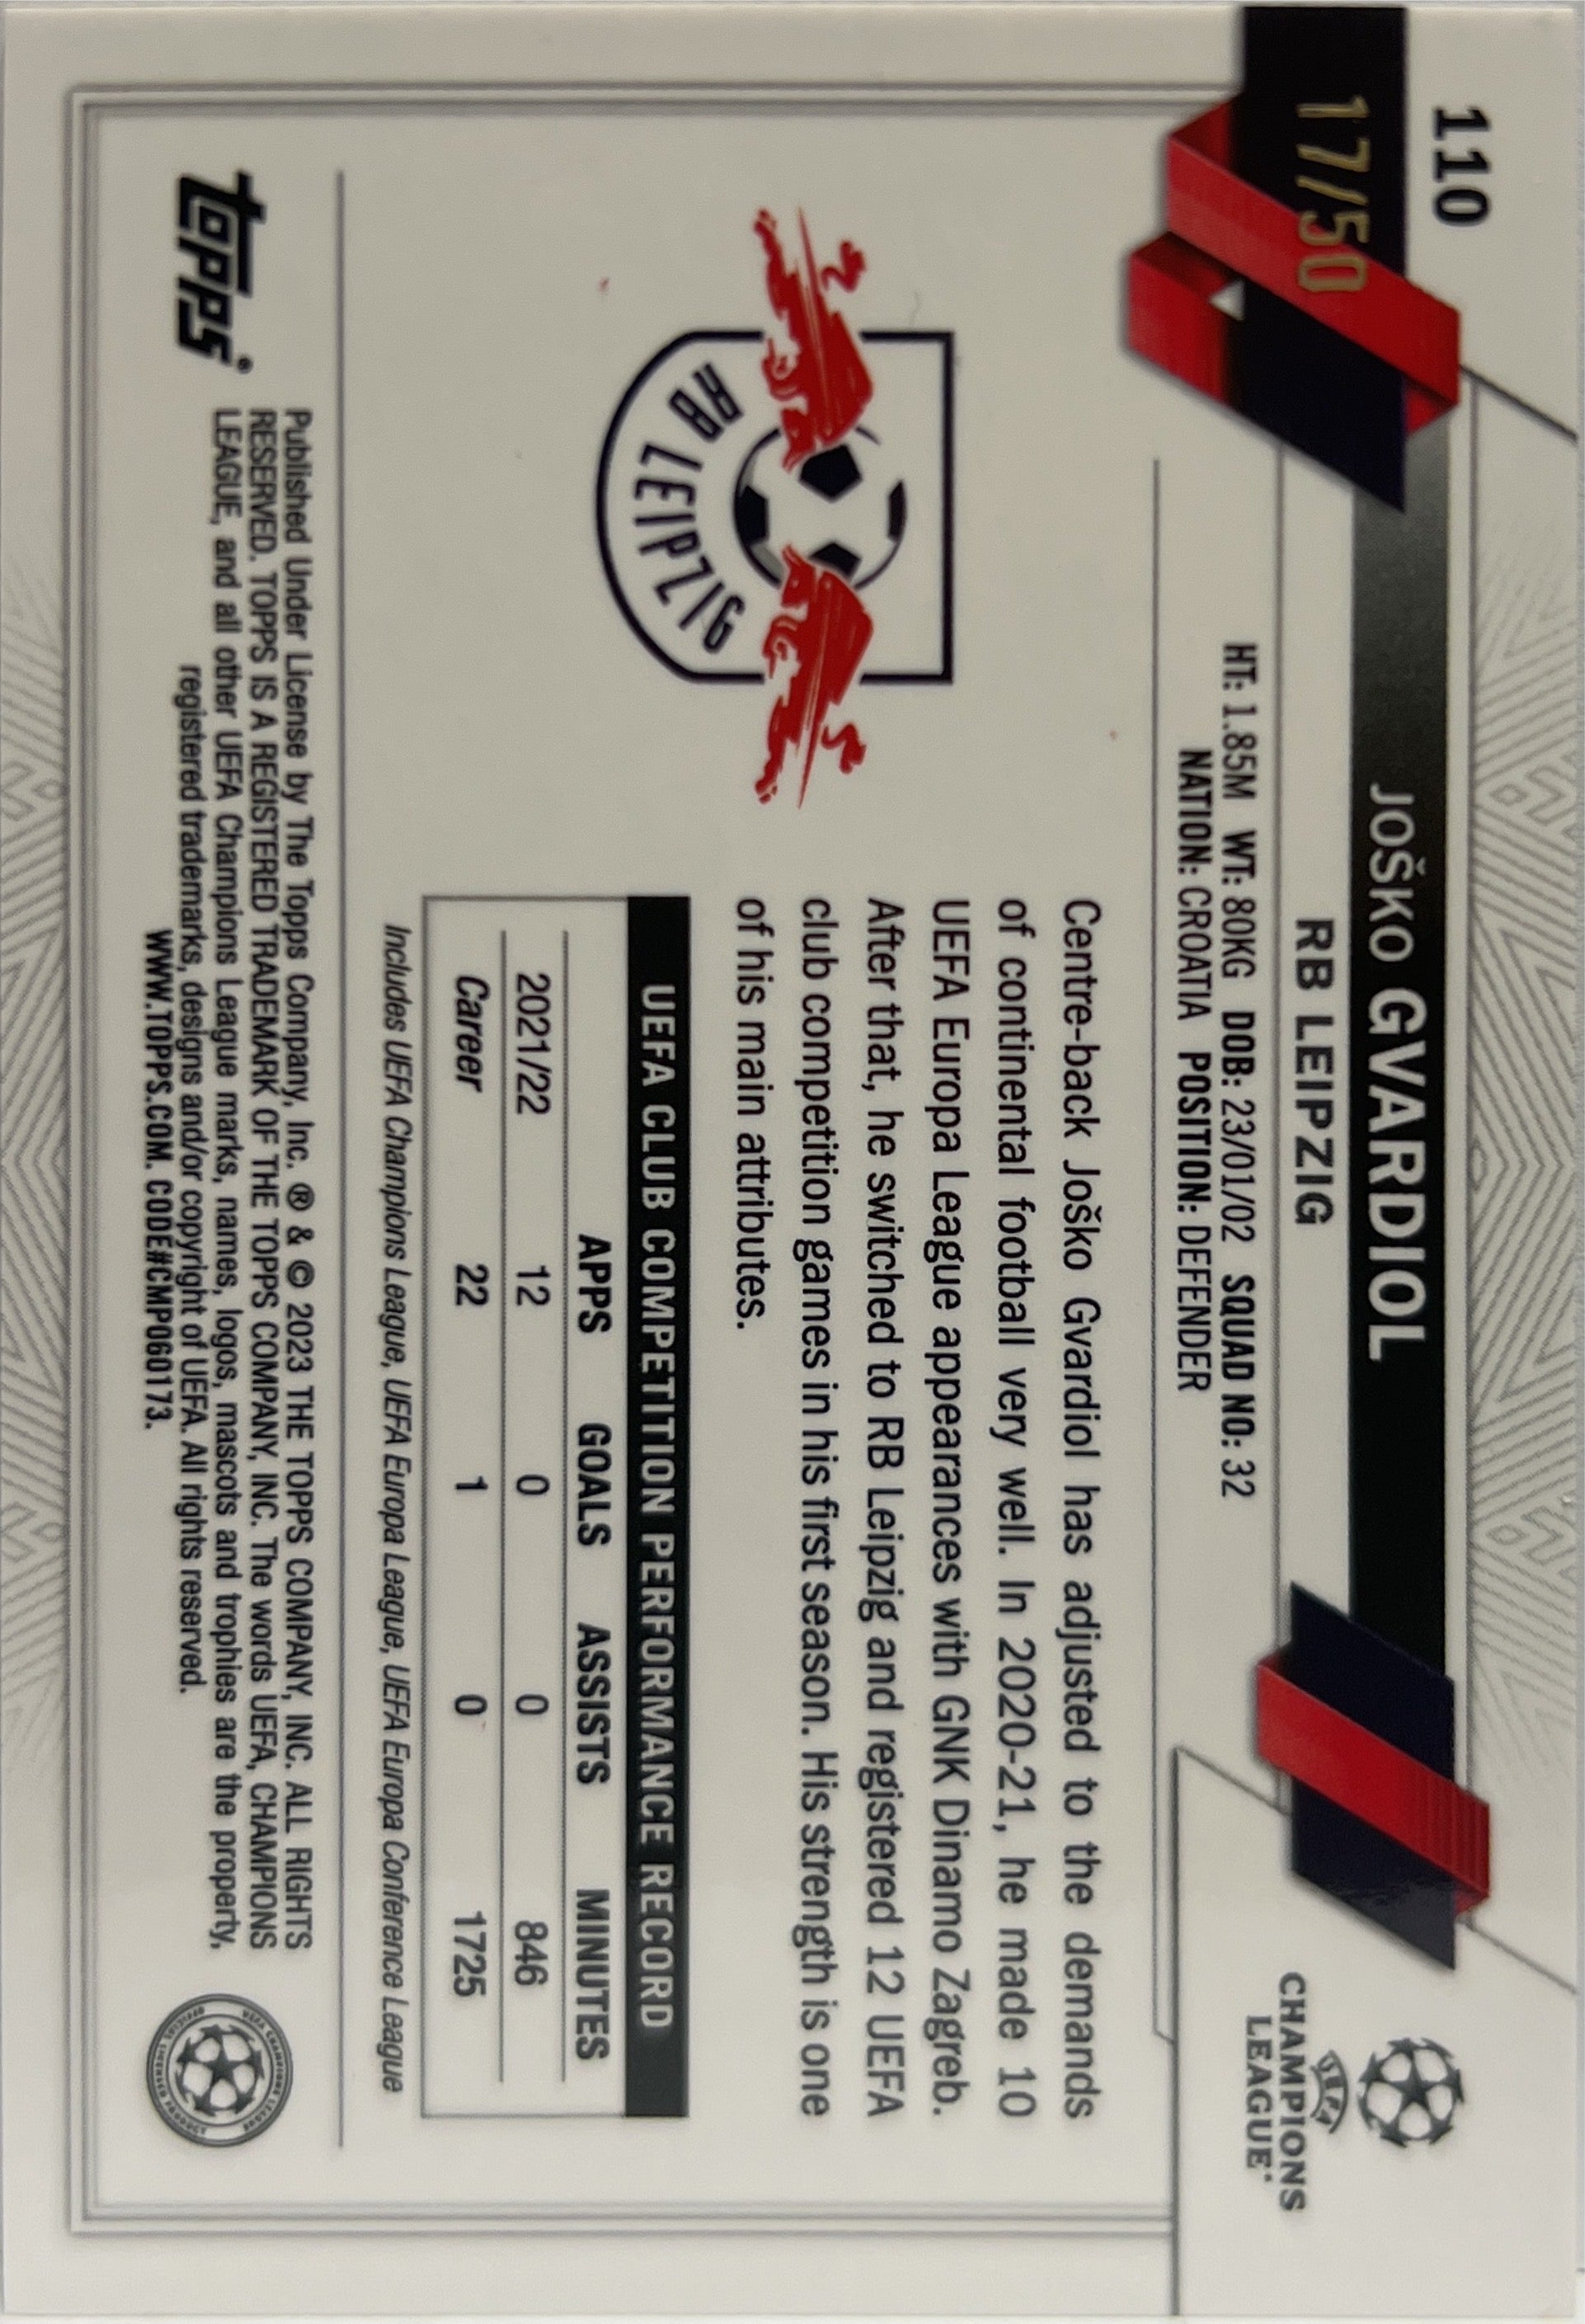 110
17/50
JOŠKO GVARDIOL
RB LEIPZIG
HT: 1.85M WT: 80KG DOB: 23/01/02 SQUAD NO: 32
NATION: CROATIA POSITION: DEFENDER
UEFA
CHAMPIONS
LEAGUE
Centre-back Joško Gvardiol has adjusted to the demands
of continental football very well. In 2020-21, he made 10
UEFA Europa League appearances with GNK Dinamo Zagreb.
After that, he switched to RB Leipzig and registered 12 UEFA
club competition games in his first season. His strength is one
of his main attributes.
RB LEIPZIG
UEFA CLUB COMPETITION PERFORMANCE RECORD
APPS GOALS ASSISTS MINUTES
2021/22 12 0 0 846
Career 22 1 0 1725
Includes UEFA Champions League, UEFA Europa League, UEFA Europa Conference League
topps®
Published Under License by The Topps Company, Inc. ® & © 2023 THE TOPPS COMPANY, INC. ALL RIGHTS
RESERVED. TOPPS IS A REGISTERED TRADEMARK OF THE TOPPS COMPANY, INC. The words UEFA, CHAMPIONS
LEAGUE, and all other UEFA Champions League marks, names, logos, mascots and trophies are the property,
registered trademarks, designs and/or copyright of UEFA. All rights reserved.
WWW.TOPPS.COM. CODE#CMP060173.
UEFA CHAMPIONS LEAGUE
OFFICIAL LICENSED PRODUCT